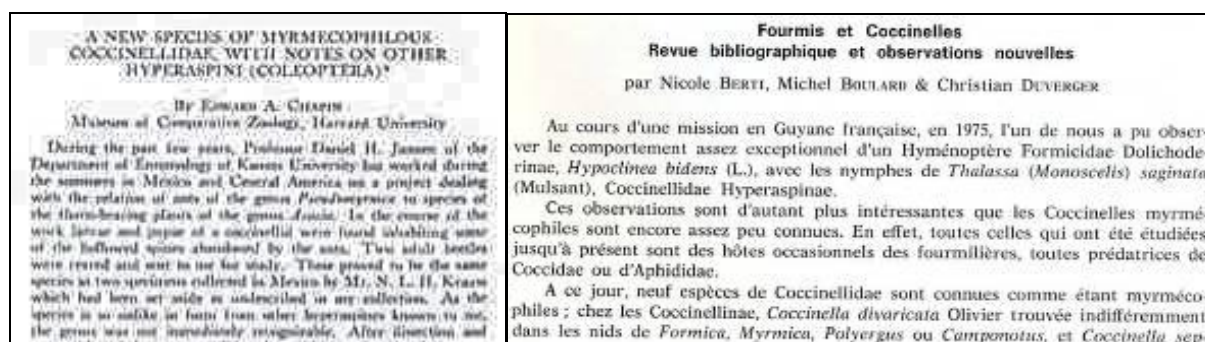 A NEW SPECIES OF MYRMECOPHILOUS
COCCINELLIDAE, WITH NOTES ON OTHER
HYPERASPINI (COLEOPTERA)*
By EDWARD A. CHAPIN
Museum of Comparative Zoology, Harvard University
During the past few years, Professor Daniel H. Janzen of the
Department of Entomology of Kansas University has worked during
the summers in Mexico and Central America on a project dealing
with the relation of ants of the genus Pseudomyrmex to species of
the thorn-bearing plants of the genus Acacia. In the course of the
work larvae and pupae of a coccinellid were found inhabiting some
of the hollowed spines abandoned by the ants. Two adult beetles
were reared and sent to me for study. These proved to be the same
species as two specimens collected in Mexico by Mr. N. L. H. Krauss
which had been set aside as undescribed in my collection. As the
species is so unlike in form from other hyperaspines known to me,
the genus was not immediately recognizable. After dissection and
Fourmis et Coccinelles
Revue bibliographique et observations nouvelles
par Nicole BERTI, Michel BOULARD & Christian DUVERGER
Au cours d'une mission en Guyane française, en 1975, l'un de nous a pu obser-
ver le comportement assez exceptionnel d'un Hyménoptère Formicidae Dolichode-
rinae, Hypoclinea bidens (L.), avec les nymphes de Thalassa (Monoscelis) saginata
(Mulsant), Coccinellidae Hyperaspinae.
Ces observations sont d'autant plus intéressantes que les Coccinelles myrmé-
cophiles sont encore assez peu connues. En effet, toutes celles qui ont été étudiées
jusqu'à présent sont des hôtes occasionnels des fourmilières, toutes prédatrices de
Coccidae ou d'Aphididae.
A ce jour, neuf espèces de Coccinellidae sont connues comme étant myrméco-
philes ; chez les Coccinellinae, Coccinella divaricata Olivier trouvée indifféremment
dans les nids de Formica, Myrmica, Polyergus ou Camponotus, et Coccinella sep-